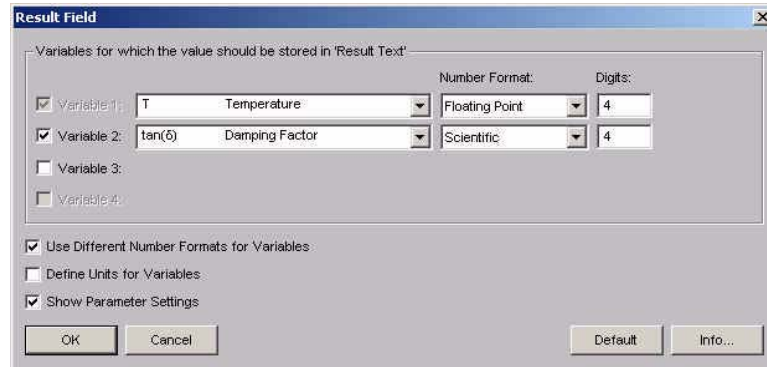 Result Field
Variables for which the value should be stored in 'Result Text'
Number Format: Digits:
Variable 1: T Temperature Floating Point 4
Variable 2: tan(δ) Damping Factor Scientific 4
Variable 3:
Variable 4:
Use Different Number Formats for Variables
Define Units for Variables
Show Parameter Settings
OK Cancel Default Info...